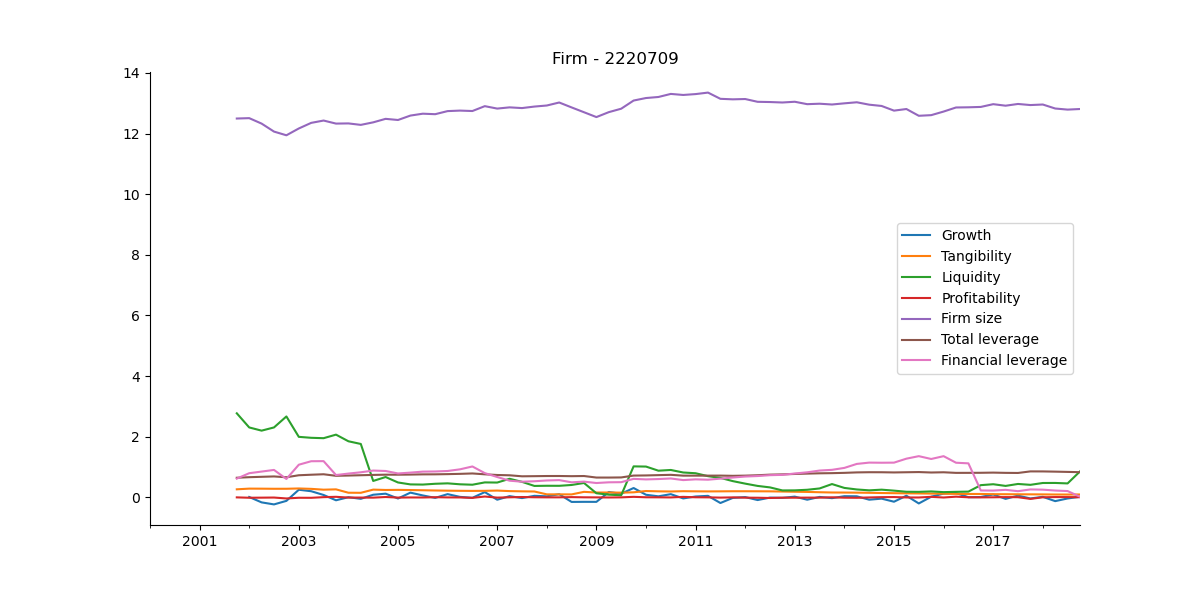 Firm - 2220709
14
12
10
8
6
4
2
0
Growth
Tangibility
Liquidity
Profitability
Firm size
Total leverage
Financial leverage
2001 2003 2005 2007 2009 2011 2013 2015 2017